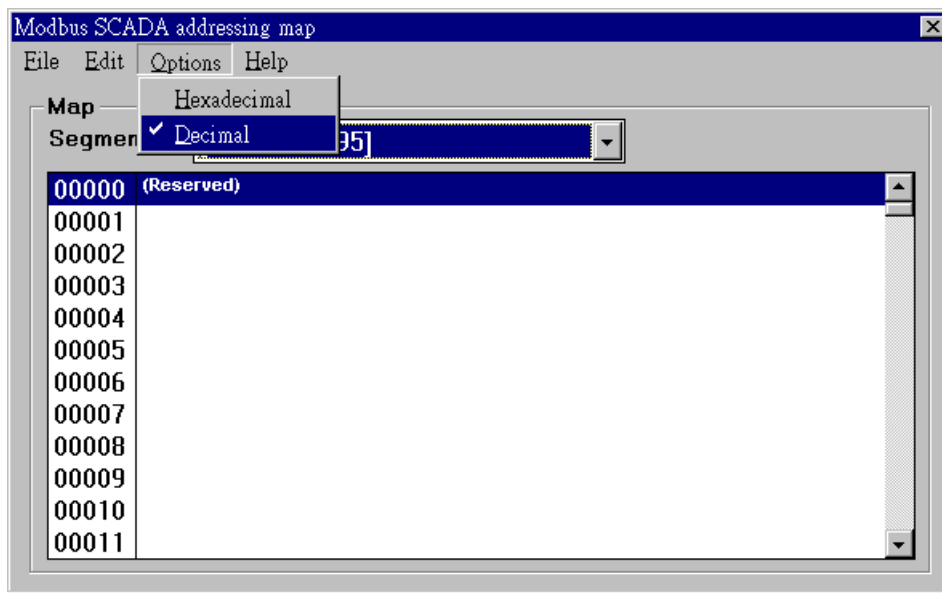 Modbus SCADA addressing map
File Edit Options Help
Hexadecimal
Decimal
Map
95]
00000 (Reserved)
00001
00002
00003
00004
00005
00006
00007
00008
00009
00010
00011